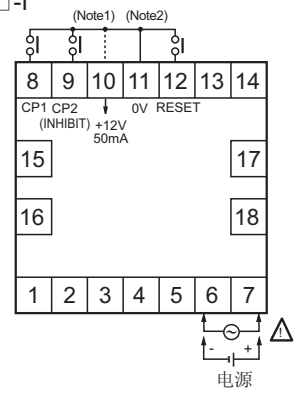 □-I
(Note1) (Note2)
8 9 10 11 12 13 14
CP1 CP2 0V RESET
(INHIBIT) +12V
50mA
15 17
16 18
1 2 3 4 5 6 7
- +
电源